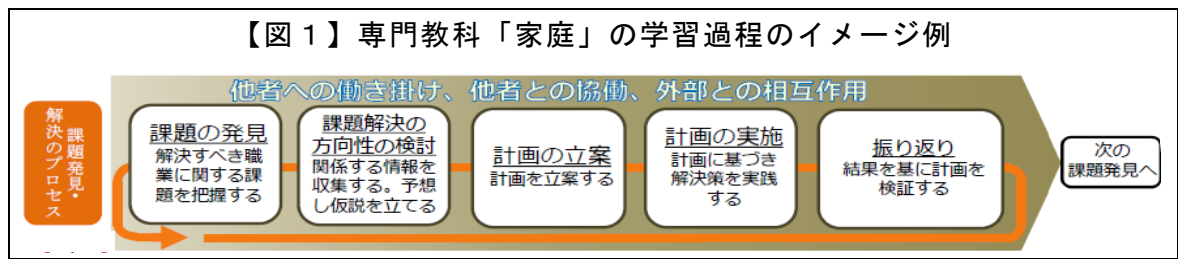 【図１】専門教科「家庭」の学習過程のイメージ例
他者への働き掛け、他者との協働、外部との相互作用
課題発見・
解決のプロセス
課題の発見
解決すべき職
業に関する課
題を把握する
課題解決の
方向性の検討
関係する情報を
収集する。予想
し仮説を立てる
計画の立案
計画を立案する
計画の実施
計画に基づき
解決策を実践
する
振り返り
結果を基に計画を
検証する
次の
課題発見へ